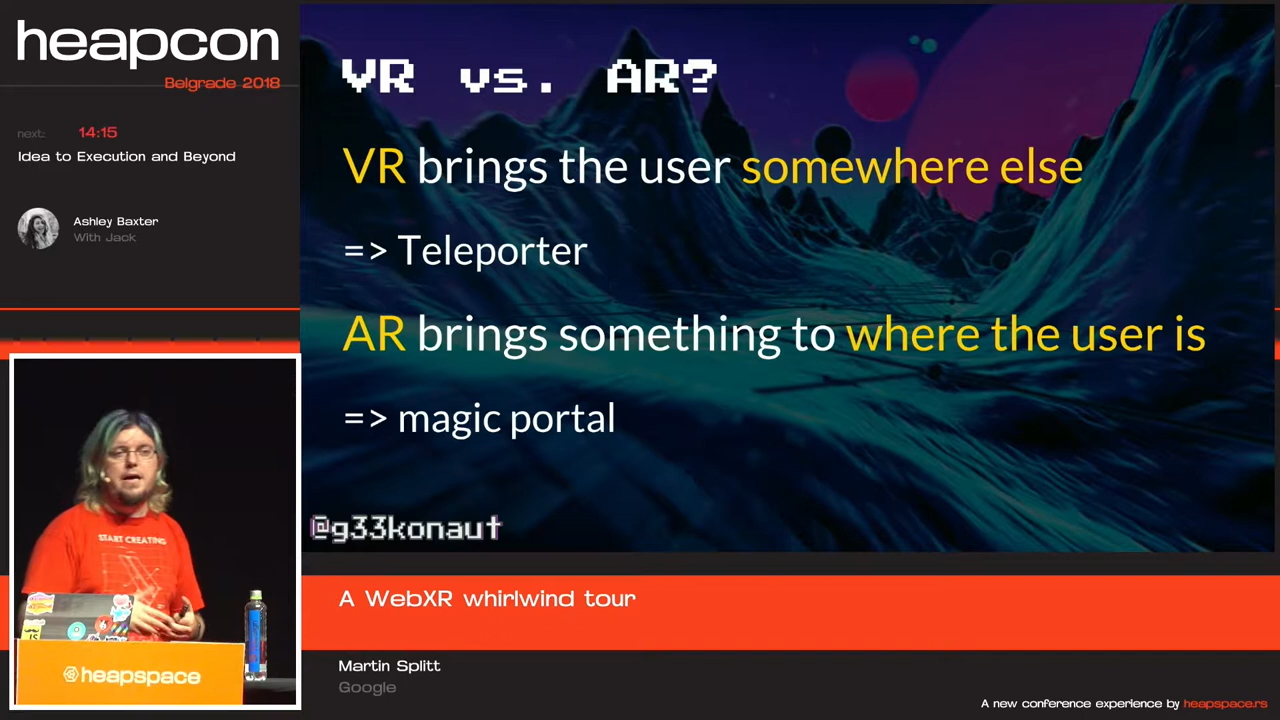 heapcon
Belgrade 2018
next: 14:15
Idea to Execution and Beyond
Ashley Baxter
With Jack
VR vs. AR?
VR brings the user somewhere else
=> Teleporter
AR brings something to where the user is
=> magic portal
@g33konaut
START CREATING
JS
heapspace
A WebXR whirlwind tour
Martin Splitt
Google
A new conference experience by heapspace.rs